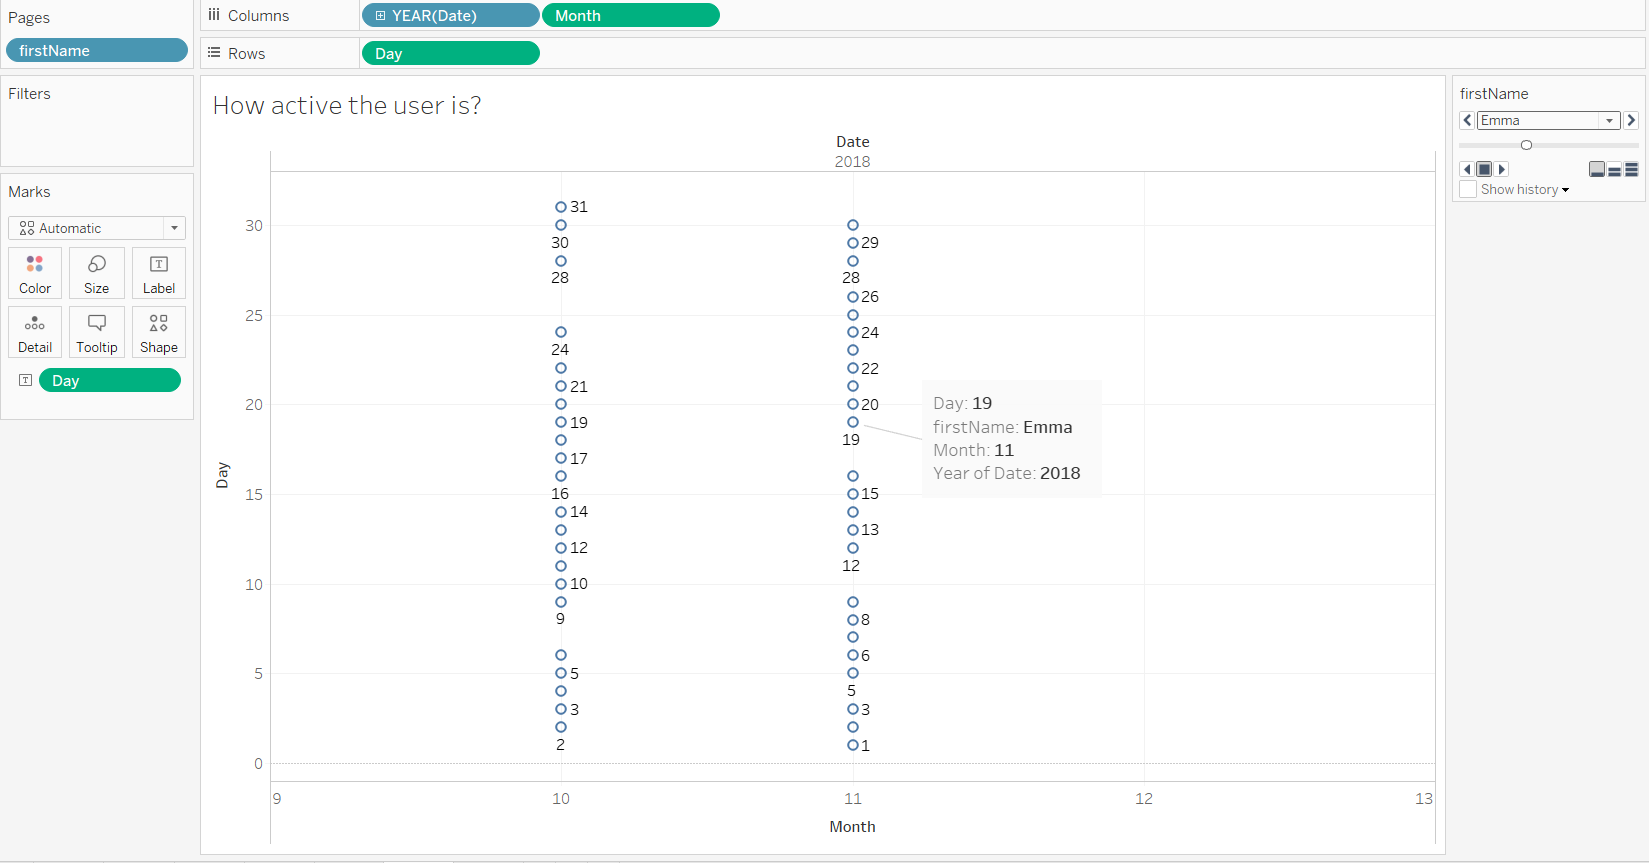 Pages
firstName
Columns
YEAR(Date)
Month
Rows
Day
Filters
Marks
Automatic
Color
Size
Label
Detail
Tooltip
Shape
Day
How active the user is?
Date
2018
31
30
30
29
28
28
26
25
24
24
22
21
20
20
19
19
17
16
15
15
14
13
12
12
10
10
9
8
6
5
5
5
3
3
2
1
0
Day
Day: 19
firstName: Emma
Month: 11
Year of Date: 2018
9
10
11
12
13
Month
firstName
Emma
Show history